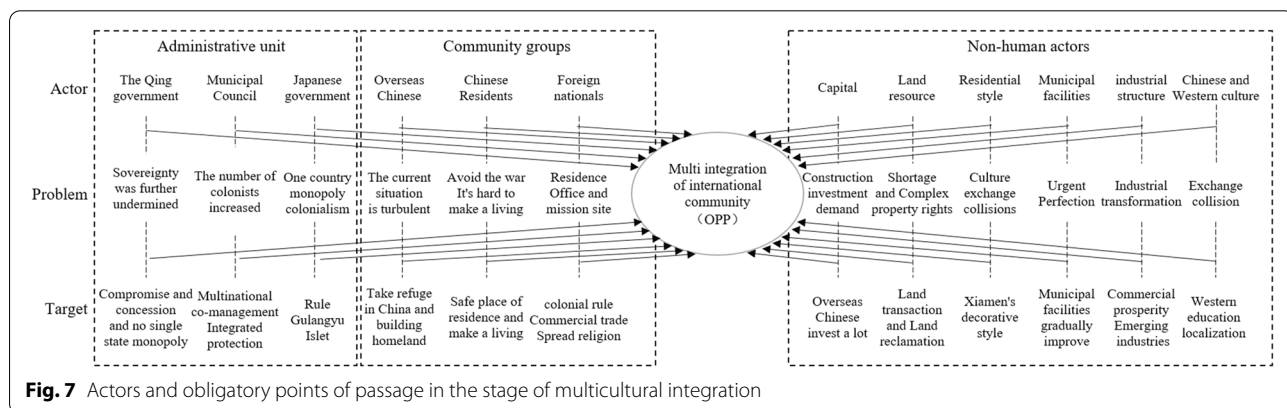 Administrative unit
Community groups
Non-human actors
Actor
The Qing
government
Municipal
Council
Japanese
government
Overseas
Chinese
Chinese
Residents
Foreign
nationals
Capital
Land
resource
Residential
style
Municipal
facilities
industrial
structure
Chinese and
Western culture
Multi integration
of international
community
（OPP）
Problem
Sovereignty
was further
undermined
The number of
colonists
increased
One country
monopoly
colonialism
The current
situation
is turbulent
Avoid the war
It's hard to
make a living
Residence
Office and
mission site
Construction
investment
demand
Shortage
and Complex
property rights
Culture
exchange
collisions
Urgent
Perfection
Industrial
transformation
Exchange
collision
Target
Compromise and
concession
and no single
state monopoly
Multinational
co-management
Integrated
protection
Rule
Gulangyu
Islet
Take refuge
in China and
building
homeland
Safe place of
residence and
make a living
colonial rule
Commercial trade
Spread religion
Overseas
Chinese
invest a lot
Land
transaction
and Land
reclamation
Xiamen's
decorative
style
Municipal
facilities
gradually
improve
Commercial
prosperity
Emerging
industries
Western
education
localization
Fig. 7 Actors and obligatory points of passage in the stage of multicultural integration